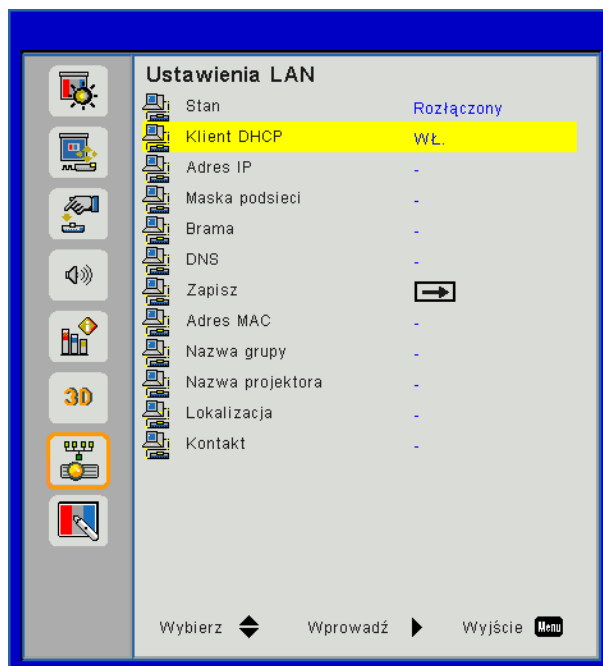 Ustawienia LAN
Stan Rozłączony
Klient DHCP WŁ.
Adres IP -
Maska podsieci -
Brama -
DNS -
Zapisz
Adres MAC -
Nazwa grupy -
Nazwa projektora -
Lokalizacja -
Kontakt -
3D
Wybierz Wprowadź Wyjście Menu